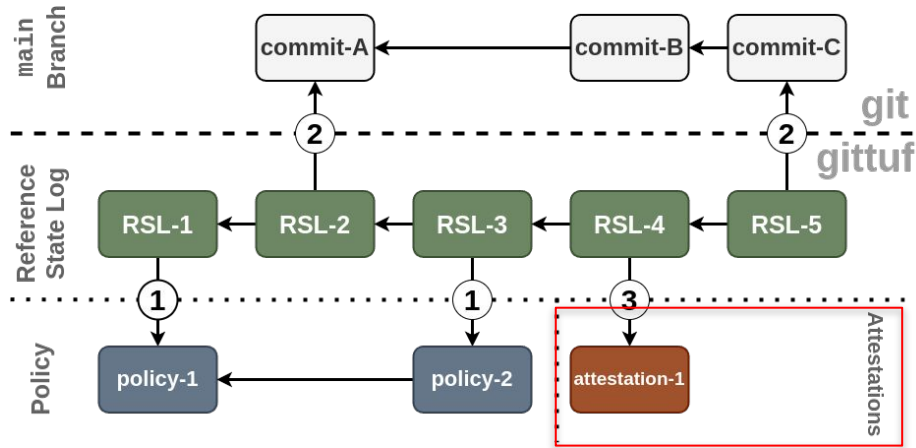 main
Branch
commit-A
commit-B
commit-C
2
2
git
gittuf
Reference
State Log
RSL-1
RSL-2
RSL-3
RSL-4
RSL-5
1
1
3
Policy
policy-1
policy-2
attestation-1
Attestations